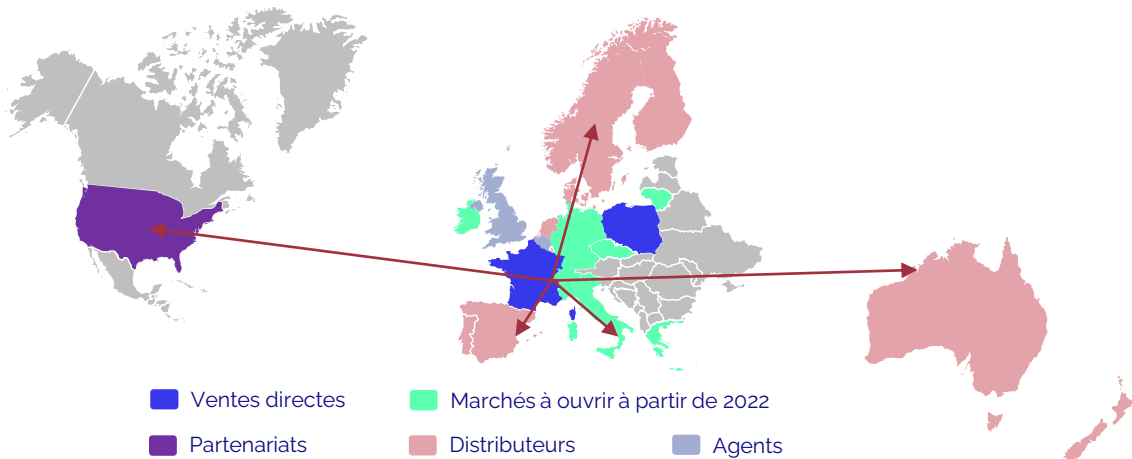 Ventes directes
Marchés à ouvrir à partir de 2022
Partenariats
Distributeurs
Agents